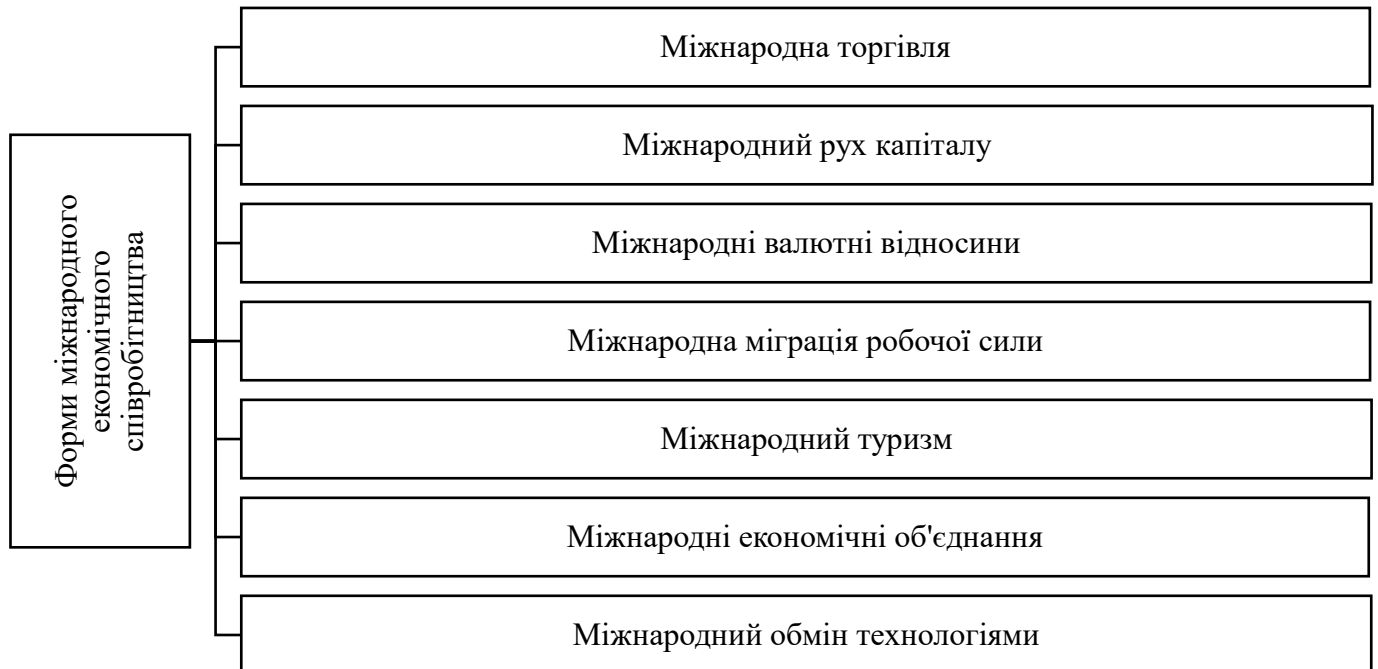 Форми міжнародного
економічного
співробітництва
Міжнародна торгівля
Міжнародний рух капіталу
Міжнародні валютні відносини
Міжнародна міграція робочої сили
Міжнародний туризм
Міжнародні економічні об'єднання
Міжнародний обмін технологіями